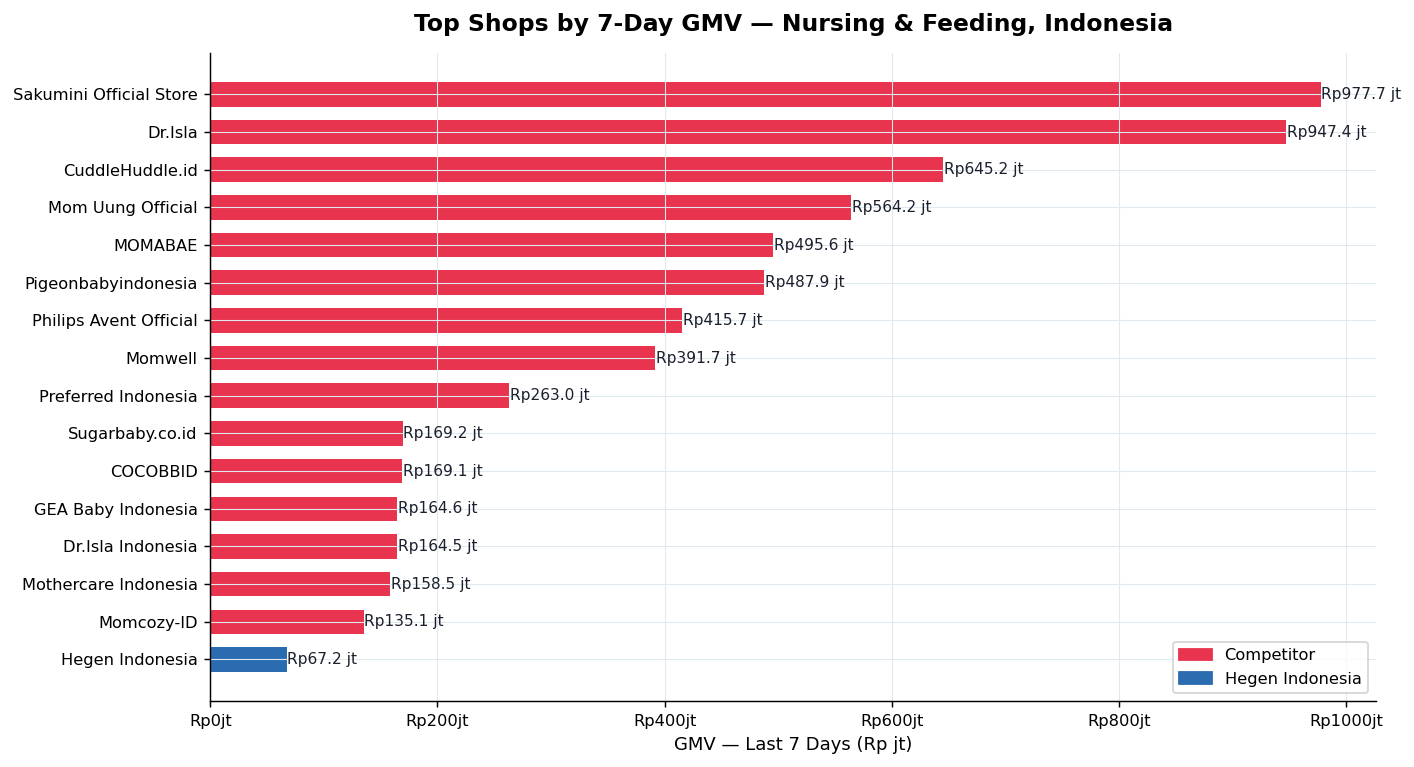 Top Shops by 7-Day GMV — Nursing & Feeding, Indonesia
Sakumini Official Store Rp977.7 jt
Dr.Isla Rp947.4 jt
CuddleHuddle.id Rp645.2 jt
Mom Uung Official Rp564.2 jt
MOMABAE Rp495.6 jt
Pigeonbabyindonesia Rp487.9 jt
Philips Avent Official Rp415.7 jt
Momwell Rp391.7 jt
Preferred Indonesia Rp263.0 jt
Sugarbaby.co.id Rp169.2 jt
COCOBBID Rp169.1 jt
GEA Baby Indonesia Rp164.6 jt
Dr.Isla Indonesia Rp164.5 jt
Mothercare Indonesia Rp158.5 jt
Momcozy-ID Rp135.1 jt
Hegen Indonesia Rp67.2 jt
Competitor
Hegen Indonesia
Rp0jt Rp200jt Rp400jt Rp600jt Rp800jt Rp1000jt
GMV — Last 7 Days (Rp jt)